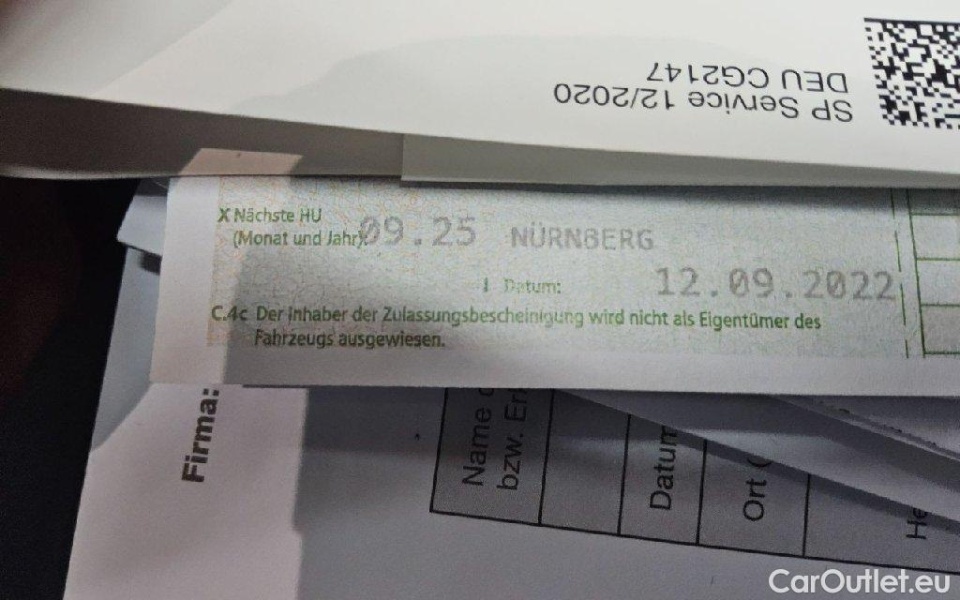 SP Service 12/2020
DEU CG2147
X Nächste HU
(Monat und Jahr): 09.25 NÜRNBERG
I Datum: 12.09.2022
C.4c Der Inhaber der Zulassungsbescheinigung wird nicht als Eigentümer des
Fahrzeugs ausgewiesen.
Firma:
Name
bzw.
Datum
Ort
CarOutlet.eu